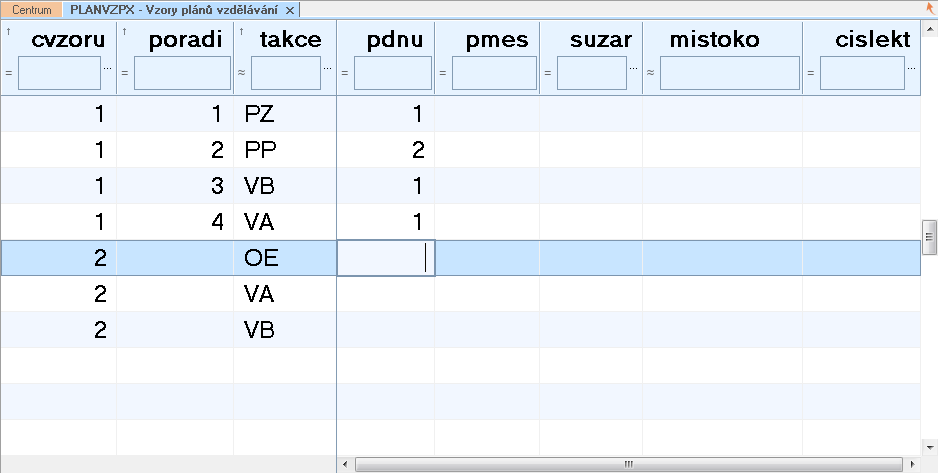 Centrum PLANVZPX - Vzory plánů vzdělávání ×
↑ cvzoru ↑ poradi ↑ takce pdnu pmes suzar mistoko cislekt
= ... = ≈ ... = = = ... ≈ = ...
1 1 PZ 1
1 2 PP 2
1 3 VB 1
1 4 VA 1
2 OE
2 VA
2 VB